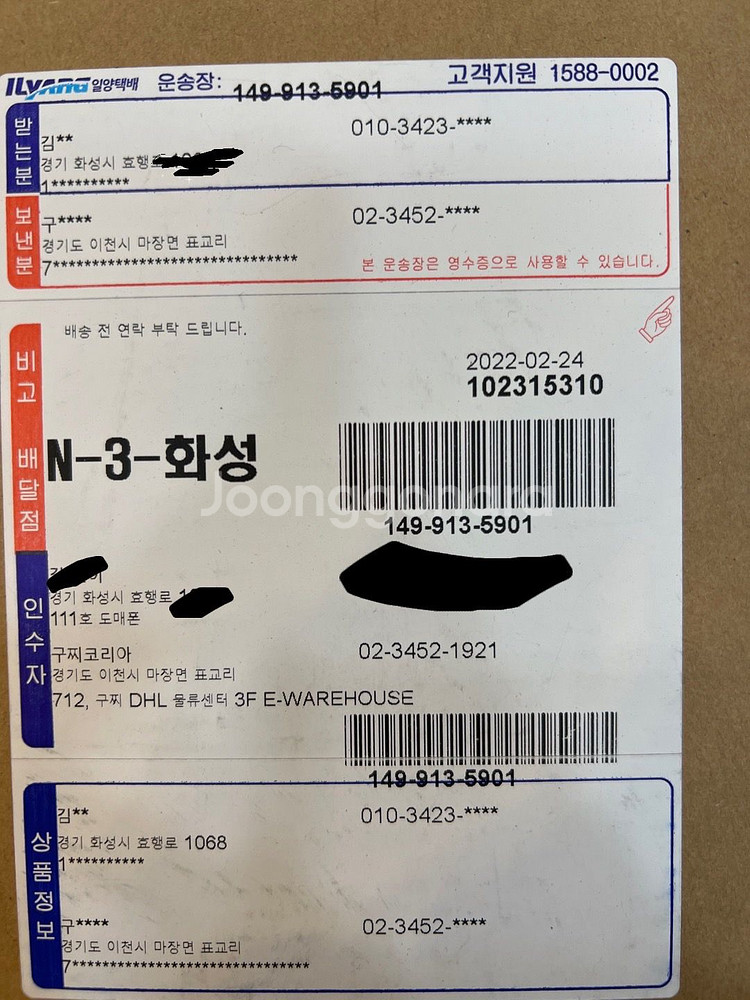 ILYANG 일양택배 운송장: 149-913-5901 고객지원 1588-0002
받는분
김** 010-3423-****
경기 화성시 효행로
1**********
보낸분
구**** 02-3452-****
경기도 이천시 마장면 표교리
7******************************** 본 운송장은 영수증으로 사용할 수 있습니다.
비고
배송 전 연락 부탁 드립니다.
2022-02-24
102315310
배달점
N-3-화성
Joonggonara
149-913-5901
인수자
경기 화성시 효행로
111호 도매폰
구찌코리아 02-3452-1921
경기도 이천시 마장면 표교리
712, 구찌 DHL 물류센터 3F E-WAREHOUSE
149-913-5901
상품정보
김** 010-3423-****
경기 화성시 효행로 1068
1**********
구**** 02-3452-****
경기도 이천시 마장면 표교리
7********************************